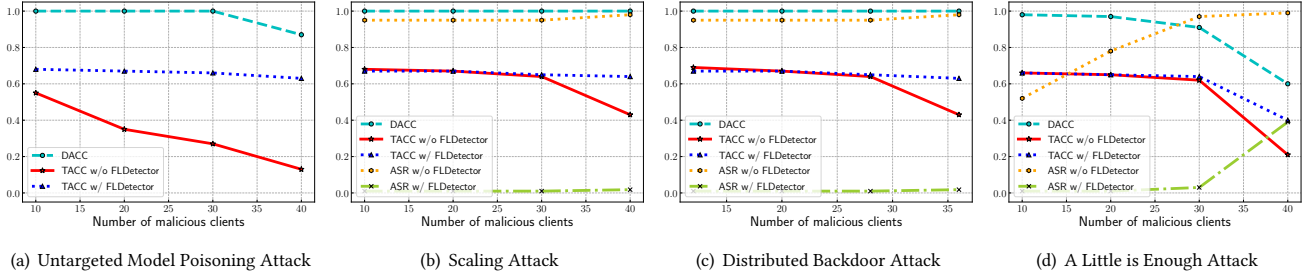 1.0
0.8
0.6
0.4
0.2
0.0
DACC
TACC w/o FLDetector
TACC w/ FLDetector
10 20 30 40
Number of malicious clients
(a) Untargeted Model Poisoning Attack
1.0
0.8
0.6
0.4
0.2
0.0
DACC
TACC w/o FLDetector
TACC w/ FLDetector
ASR w/o FLDetector
ASR w/ FLDetector
10 15 20 25 30 35 40
Number of malicious clients
(b) Scaling Attack
1.0
0.8
0.6
0.4
0.2
0.0
DACC
TACC w/o FLDetector
TACC w/ FLDetector
ASR w/o FLDetector
ASR w/ FLDetector
15 20 25 30 35
Number of malicious clients
(c) Distributed Backdoor Attack
1.0
0.8
0.6
0.4
0.2
0.0
DACC
TACC w/o FLDetector
TACC w/ FLDetector
ASR w/o FLDetector
ASR w/ FLDetector
10 15 20 25 30 35 40
Number of malicious clients
(d) A Little is Enough Attack